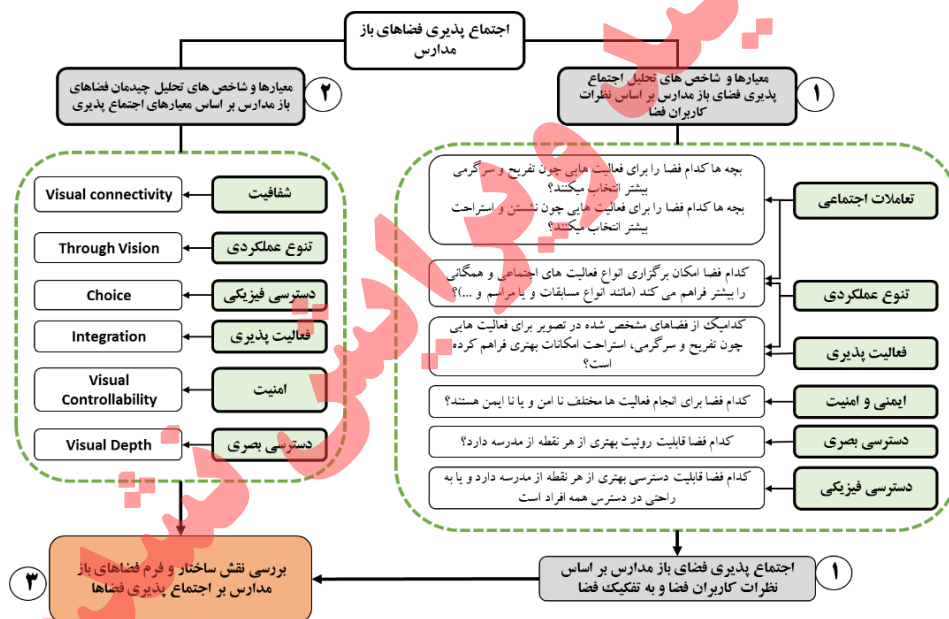 اجتماع پذیری فضاهای باز
مدارس
معیارها و شاخص های تحلیل اجتماع
پذیری فضای باز مدارس بر اساس نظرات
کاربران فضا
۱
معیارها و شاخص های تحلیل چیدمان فضاهای
باز مدارس بر اساس معیارهای اجتماع پذیری
۲
تعاملات اجتماعی
بچه ها کدام فضا را برای فعالیت هایی چون تفریح و سرگرمی
بیشتر انتخاب میکنند؟
بچه ها کدام فضا را برای فعالیت هایی چون نشستن و استراحت
بیشتر انتخاب میکنند؟
تنوع عملکردی
کدام فضا امکان برگزاری انواع فعالیت های اجتماعی و همگانی
را بیشتر فراهم می کند (مانند انواع مسابقات و یا مراسم و ...)؟
فعالیت پذیری
کدامیک از فضاهای مشخص شده در تصویر برای فعالیت هایی
چون تفریح و سرگرمی، استراحت امکانات بهتری فراهم کرده
است؟
ایمنی و امنیت
کدام فضا برای انجام فعالیت ها مختلف نا امن و یا نا ایمن هستند؟
دسترسی بصری
کدام فضا قابلیت روئیت بهتری از هر نقطه از مدرسه دارد؟
دسترسی فیزیکی
کدام فضا قابلیت دسترسی بهتری از هر نقطه از مدرسه دارد و یا به
راحتی در دسترس همه افراد است
شفافیت
Visual connectivity
تنوع عملکردی
Through Vision
دسترسی فیزیکی
Choice
فعالیت پذیری
Integration
امنیت
Visual
Controllability
دسترسی بصری
Visual Depth
اجتماع پذیری فضای باز مدارس بر اساس
نظرات کاربران فضا و به تفکیک فضا
۱
بررسی نقش ساختار و فرم فضاهای باز
مدارس بر اجتماع پذیری فضاها
۳
ویرایش